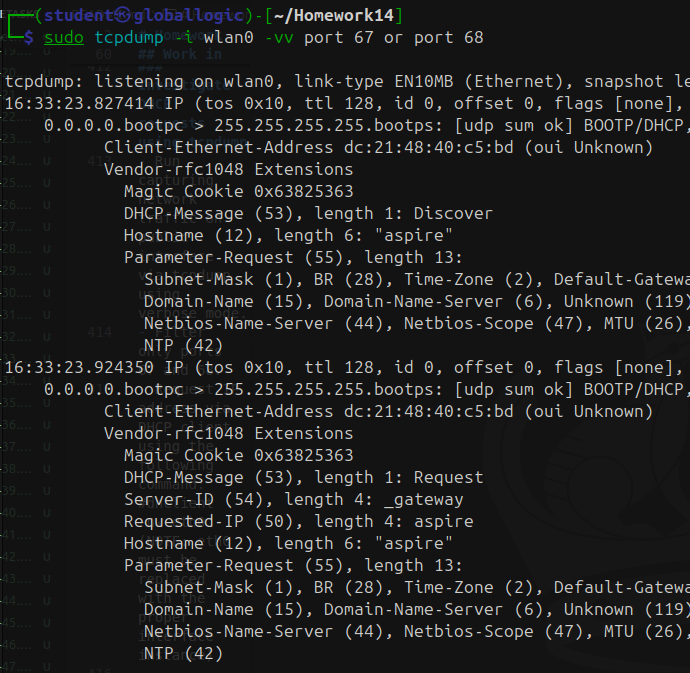 (student㉿globallogic)-[~/Homework14]
$ sudo tcpdump -i wlan0 -vv port 67 or port 68
tcpdump: listening on wlan0, link-type EN10MB (Ethernet), snapshot le
16:33:23.827414 IP (tos 0x10, ttl 128, id 0, offset 0, flags [none],
0.0.0.0.bootpc > 255.255.255.255.bootps: [udp sum ok] BOOTP/DHCP,
Client-Ethernet-Address dc:21:48:40:c5:bd (oui Unknown)
Vendor-rfc1048 Extensions
Magic Cookie 0x63825363
DHCP-Message (53), length 1: Discover
Hostname (12), length 6: "aspire"
Parameter-Request (55), length 13:
Subnet-Mask (1), BR (28), Time-Zone (2), Default-Gatewa
Domain-Name (15), Domain-Name-Server (6), Unknown (119)
Netbios-Name-Server (44), Netbios-Scope (47), MTU (26),
NTP (42)
16:33:23.924350 IP (tos 0x10, ttl 128, id 0, offset 0, flags [none],
0.0.0.0.bootpc > 255.255.255.255.bootps: [udp sum ok] BOOTP/DHCP,
Client-Ethernet-Address dc:21:48:40:c5:bd (oui Unknown)
Vendor-rfc1048 Extensions
Magic Cookie 0x63825363
DHCP-Message (53), length 1: Request
Server-ID (54), length 4: _gateway
Requested-IP (50), length 4: aspire
Hostname (12), length 6: "aspire"
Parameter-Request (55), length 13:
Subnet-Mask (1), BR (28), Time-Zone (2), Default-Gatewa
Domain-Name (15), Domain-Name-Server (6), Unknown (119)
Netbios-Name-Server (44), Netbios-Scope (47), MTU (26),
NTP (42)